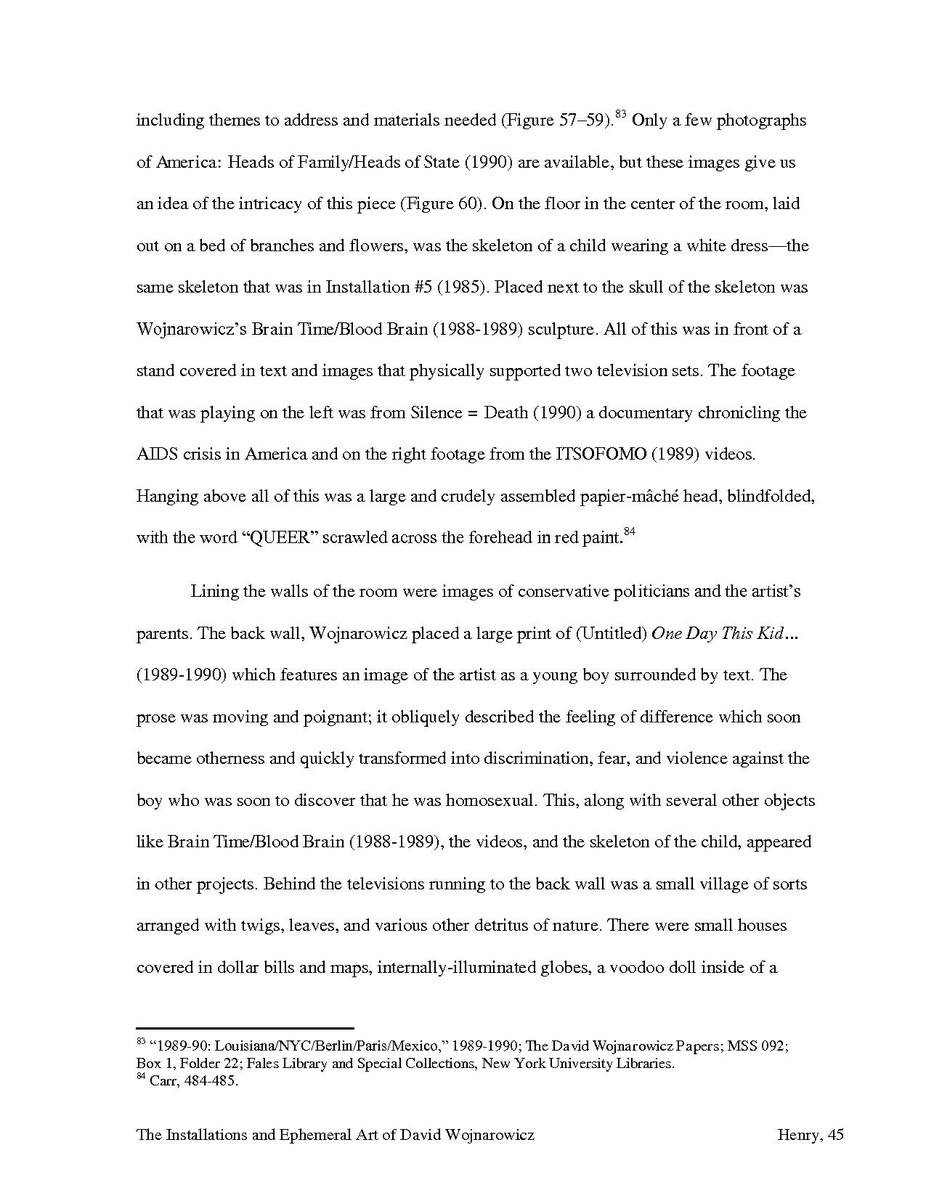 including themes to address and materials needed (Figure 57–59).83 Only a few photographs
of America: Heads of Family/Heads of State (1990) are available, but these images give us
an idea of the intricacy of this piece (Figure 60). On the floor in the center of the room, laid
out on a bed of branches and flowers, was the skeleton of a child wearing a white dress—the
same skeleton that was in Installation #5 (1985). Placed next to the skull of the skeleton was
Wojnarowicz’s Brain Time/Blood Brain (1988-1989) sculpture. All of this was in front of a
stand covered in text and images that physically supported two television sets. The footage
that was playing on the left was from Silence = Death (1990) a documentary chronicling the
AIDS crisis in America and on the right footage from the ITSOFOMO (1989) videos.
Hanging above all of this was a large and crudely assembled papier-mâché head, blindfolded,
with the word “QUEER” scrawled across the forehead in red paint.84
Lining the walls of the room were images of conservative politicians and the artist’s
parents. The back wall, Wojnarowicz placed a large print of (Untitled) One Day This Kid...
(1989-1990) which features an image of the artist as a young boy surrounded by text. The
prose was moving and poignant; it obliquely described the feeling of difference which soon
became otherness and quickly transformed into discrimination, fear, and violence against the
boy who was soon to discover that he was homosexual. This, along with several other objects
like Brain Time/Blood Brain (1988-1989), the videos, and the skeleton of the child, appeared
in other projects. Behind the televisions running to the back wall was a small village of sorts
arranged with twigs, leaves, and various other detritus of nature. There were small houses
covered in dollar bills and maps, internally-illuminated globes, a voodoo doll inside of a
83 “1989-90: Louisiana/NYC/Berlin/Paris/Mexico,” 1989-1990; The David Wojnarowicz Papers; MSS 092;
Box 1, Folder 22; Fales Library and Special Collections, New York University Libraries.
84 Carr, 484-485.
The Installations and Ephemeral Art of David Wojnarowicz Henry, 45